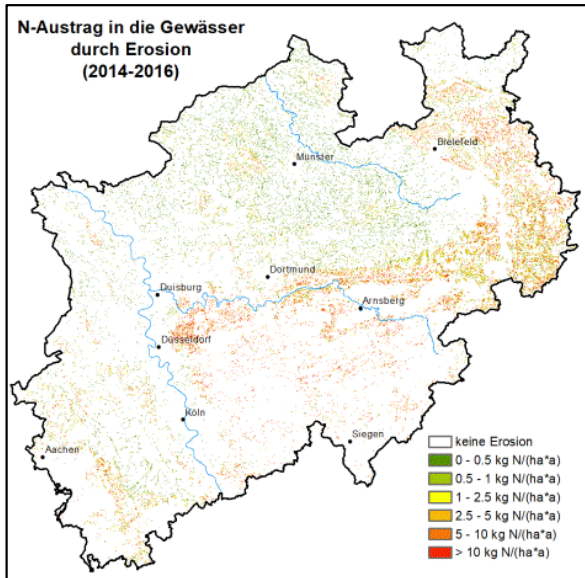 N-Austrag in die Gewässer
durch Erosion
(2014-2016)
Bielefeld
Münster
Dortmund
Duisburg
Arnsberg
Düsseldorf
Köln
Siegen
Aachen
keine Erosion
0 - 0.5 kg N/(ha*a)
0.5 - 1 kg N/(ha*a)
1 - 2.5 kg N/(ha*a)
2.5 - 5 kg N/(ha*a)
5 - 10 kg N/(ha*a)
> 10 kg N/(ha*a)